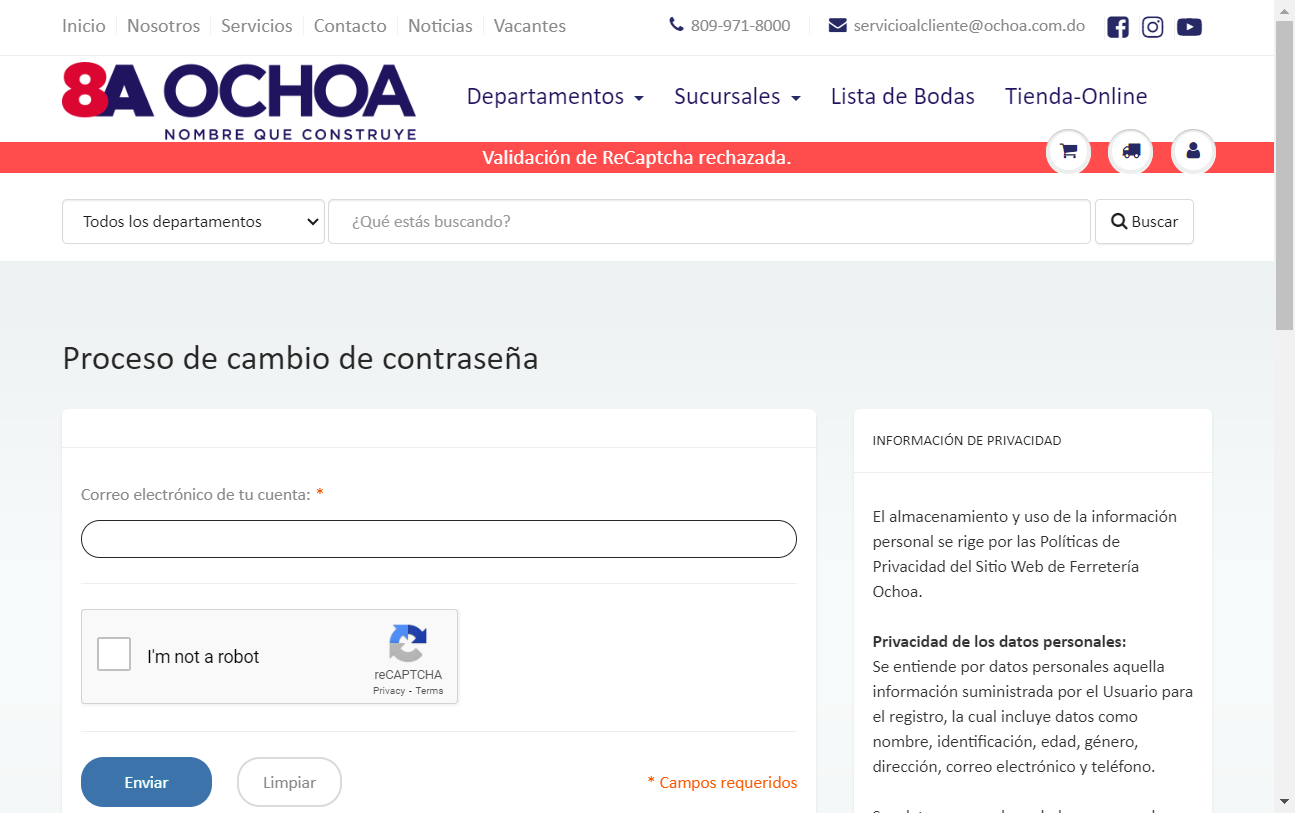 Inicio Nosotros Servicios Contacto Noticias Vacantes 809-971-8000 servicioalcliente@ochoa.com.do
8A OCHOA
NOMBRE QUE CONSTRUYE
Departamentos Sucursales Lista de Bodas Tienda-Online
Validación de ReCaptcha rechazada.
Todos los departamentos ¿Qué estás buscando? Buscar
Proceso de cambio de contraseña
Correo electrónico de tu cuenta: *
I'm not a robot
reCAPTCHA
Privacy - Terms
Enviar Limpiar * Campos requeridos
INFORMACIÓN DE PRIVACIDAD
El almacenamiento y uso de la información
personal se rige por las Políticas de
Privacidad del Sitio Web de Ferretería
Ochoa.
Privacidad de los datos personales:
Se entiende por datos personales aquella
información suministrada por el Usuario para
el registro, la cual incluye datos como
nombre, identificación, edad, género,
dirección, correo electrónico y teléfono.